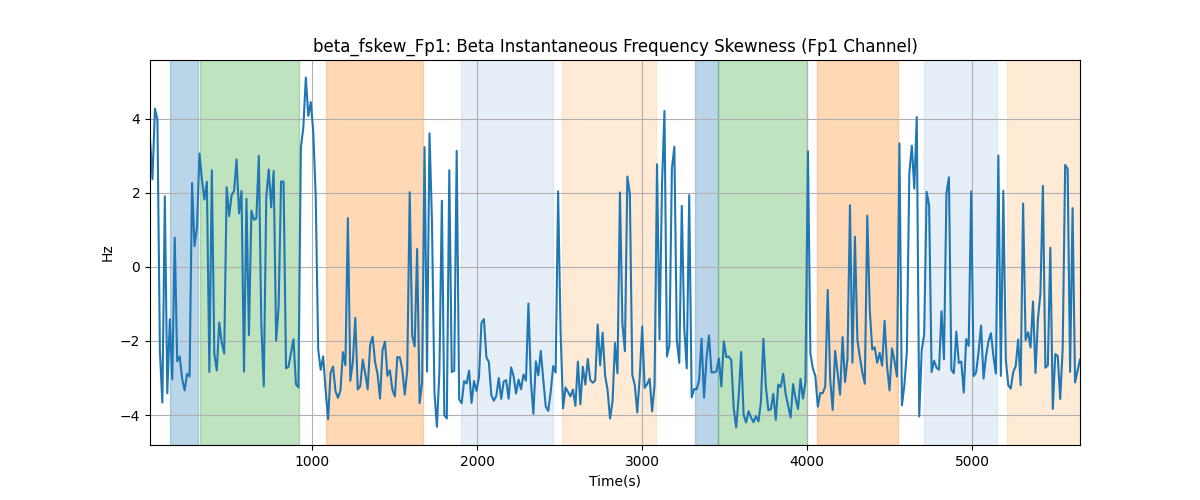 beta_fskew_Fp1: Beta Instantaneous Frequency Skewness (Fp1 Channel)
4
2
0
−2
−4
Hz
1000 2000 3000 4000 5000
Time(s)